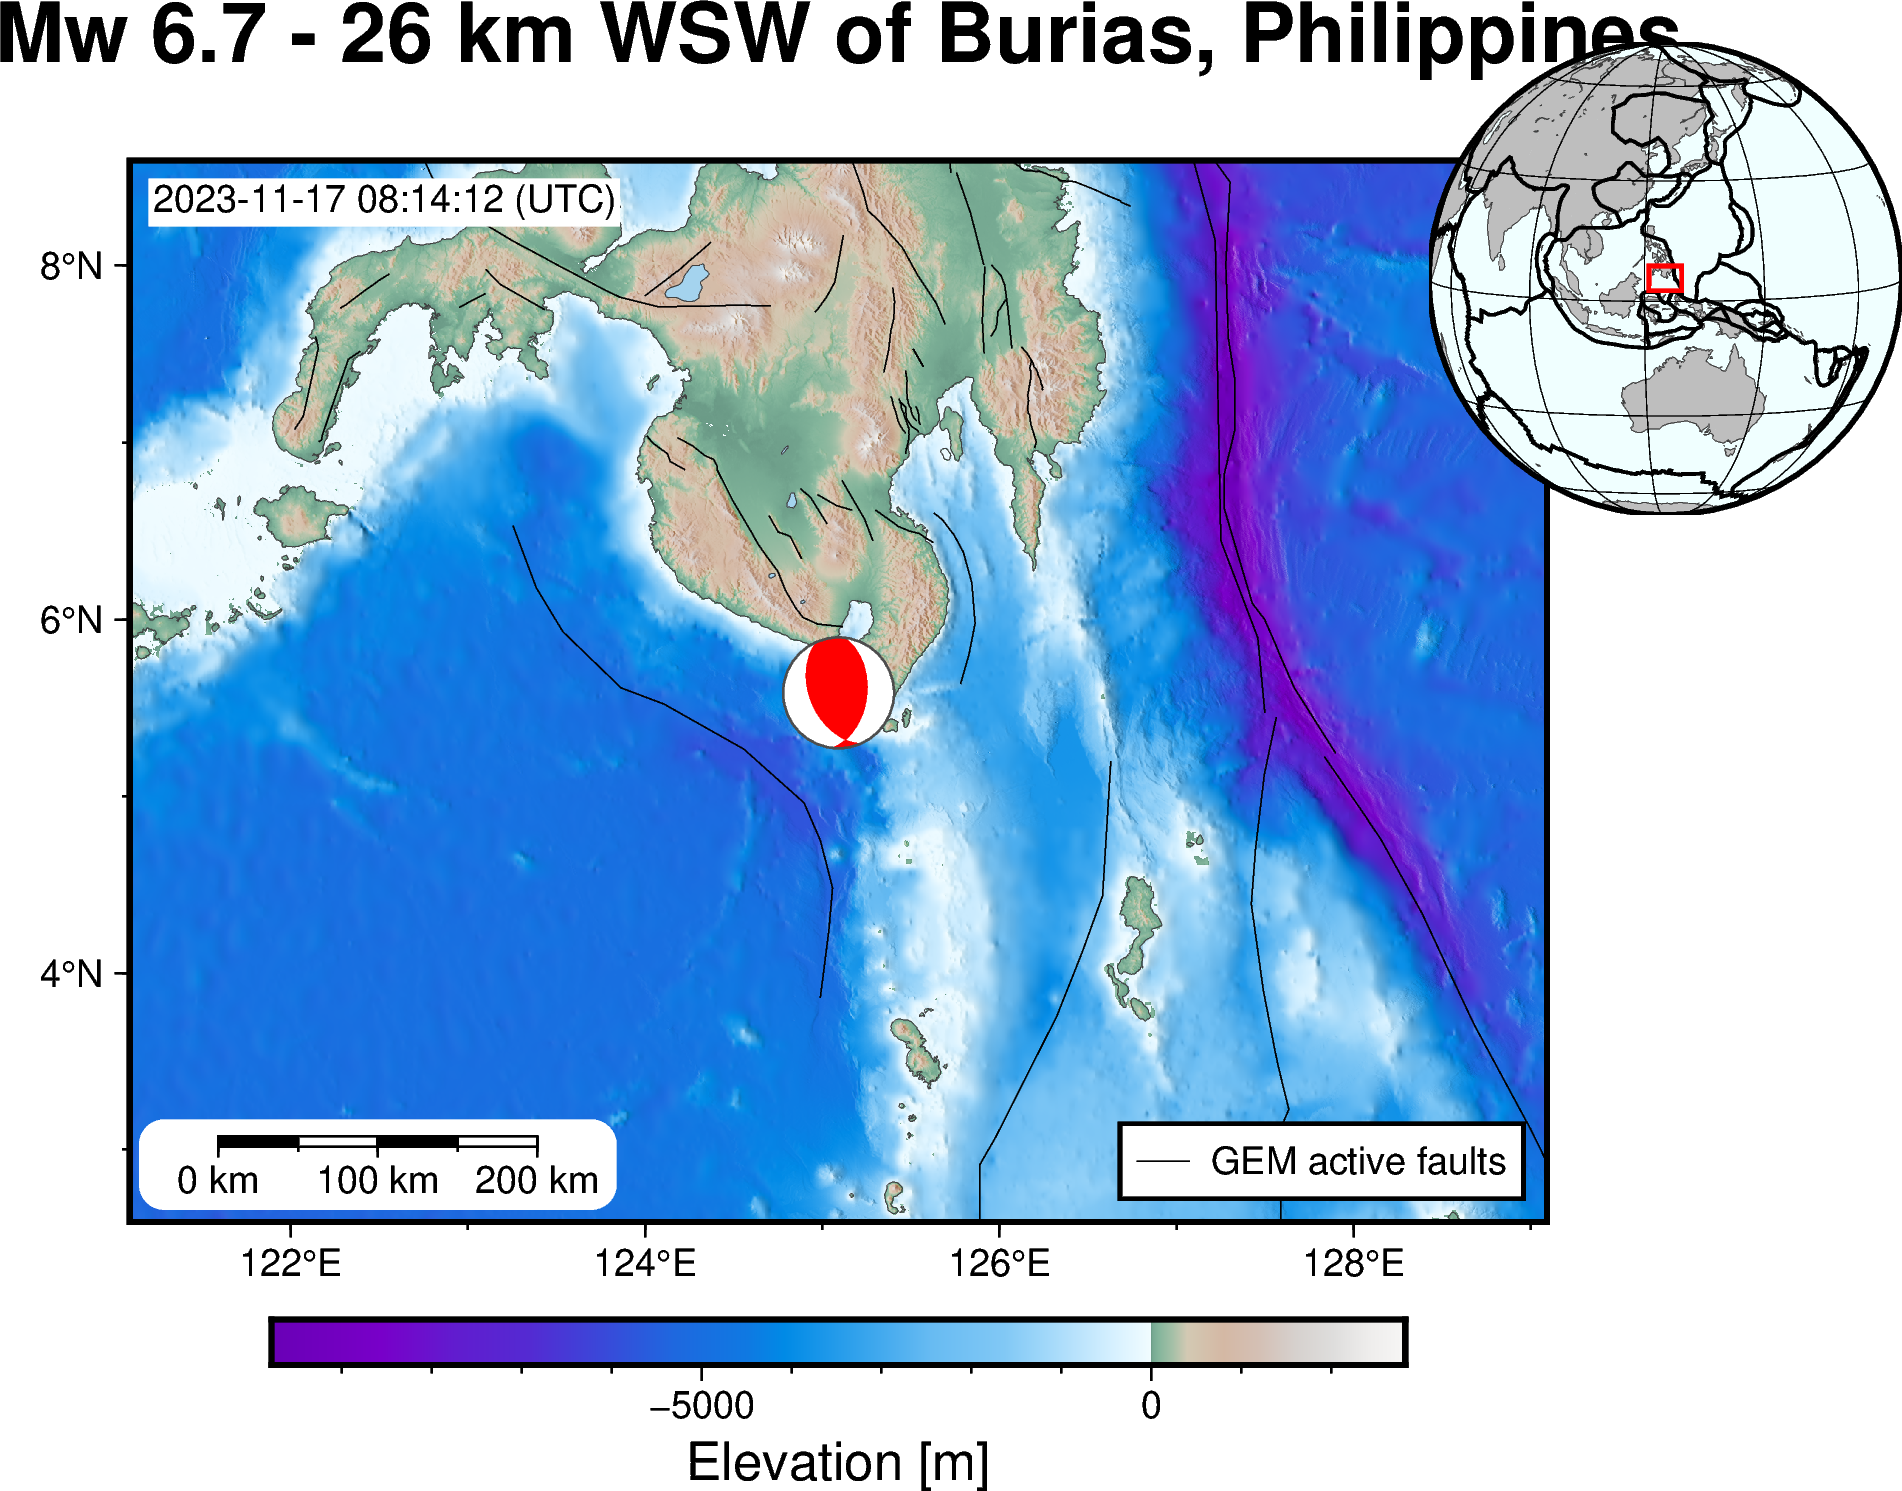 Mw 6.7 - 26 km WSW of Burias, Philippines
2023-11-17 08:14:12 (UTC)
8°N
6°N
4°N
0 km 100 km 200 km
GEM active faults
122°E 124°E 126°E 128°E
−5000 0
Elevation [m]